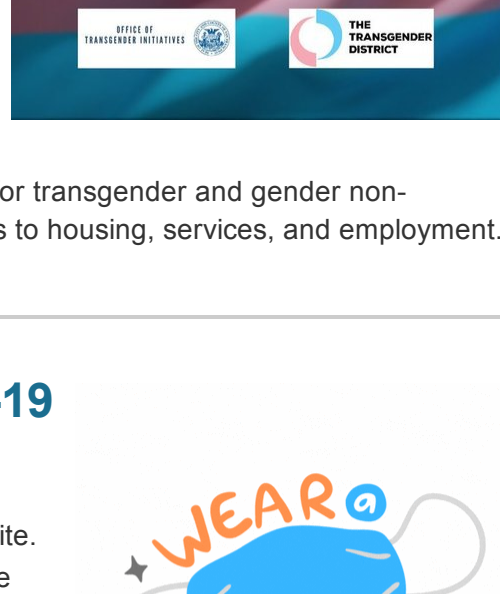 OFFICE OF
TRANSGENDER INITIATIVES
THE
TRANSGENDER
DISTRICT
or transgender and gender non-
s to housing, services, and employment.
-19
ite.
e
WEAR a